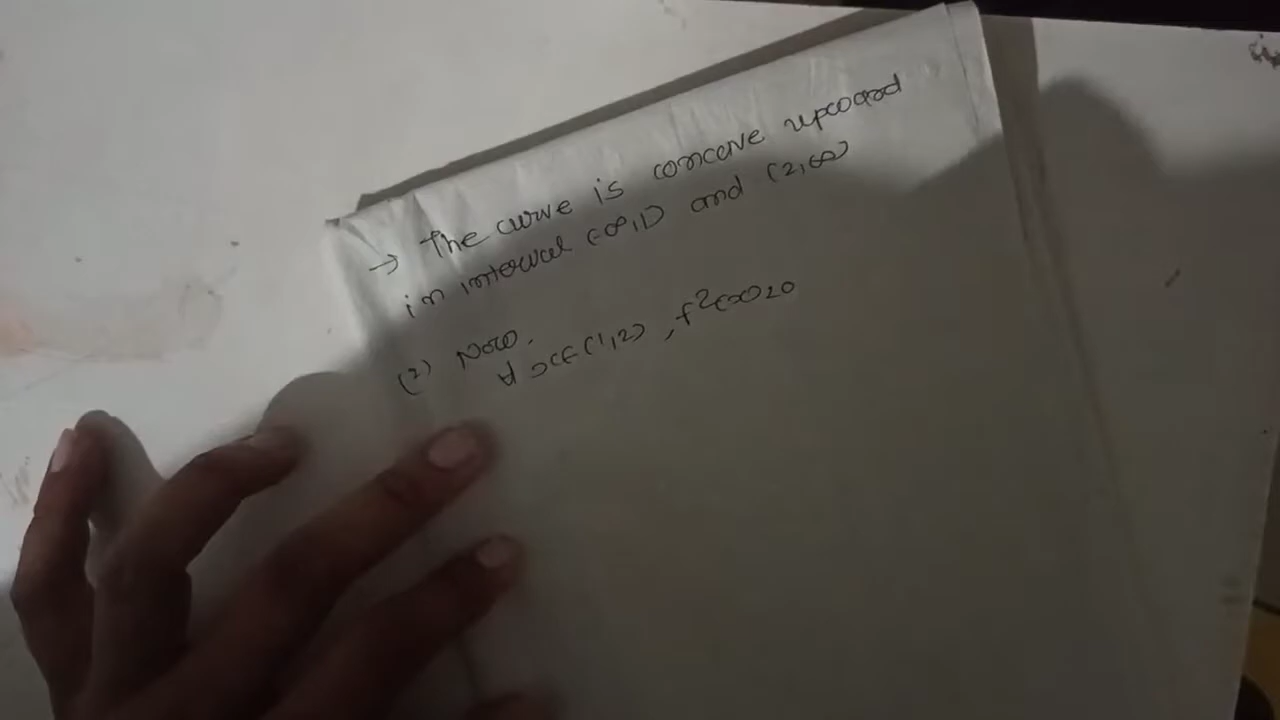 → The curve is concave upward
in interval (-∞,1) and (2,∞)
(2) Now,
∀ x∈(1,2), f²(x)<0